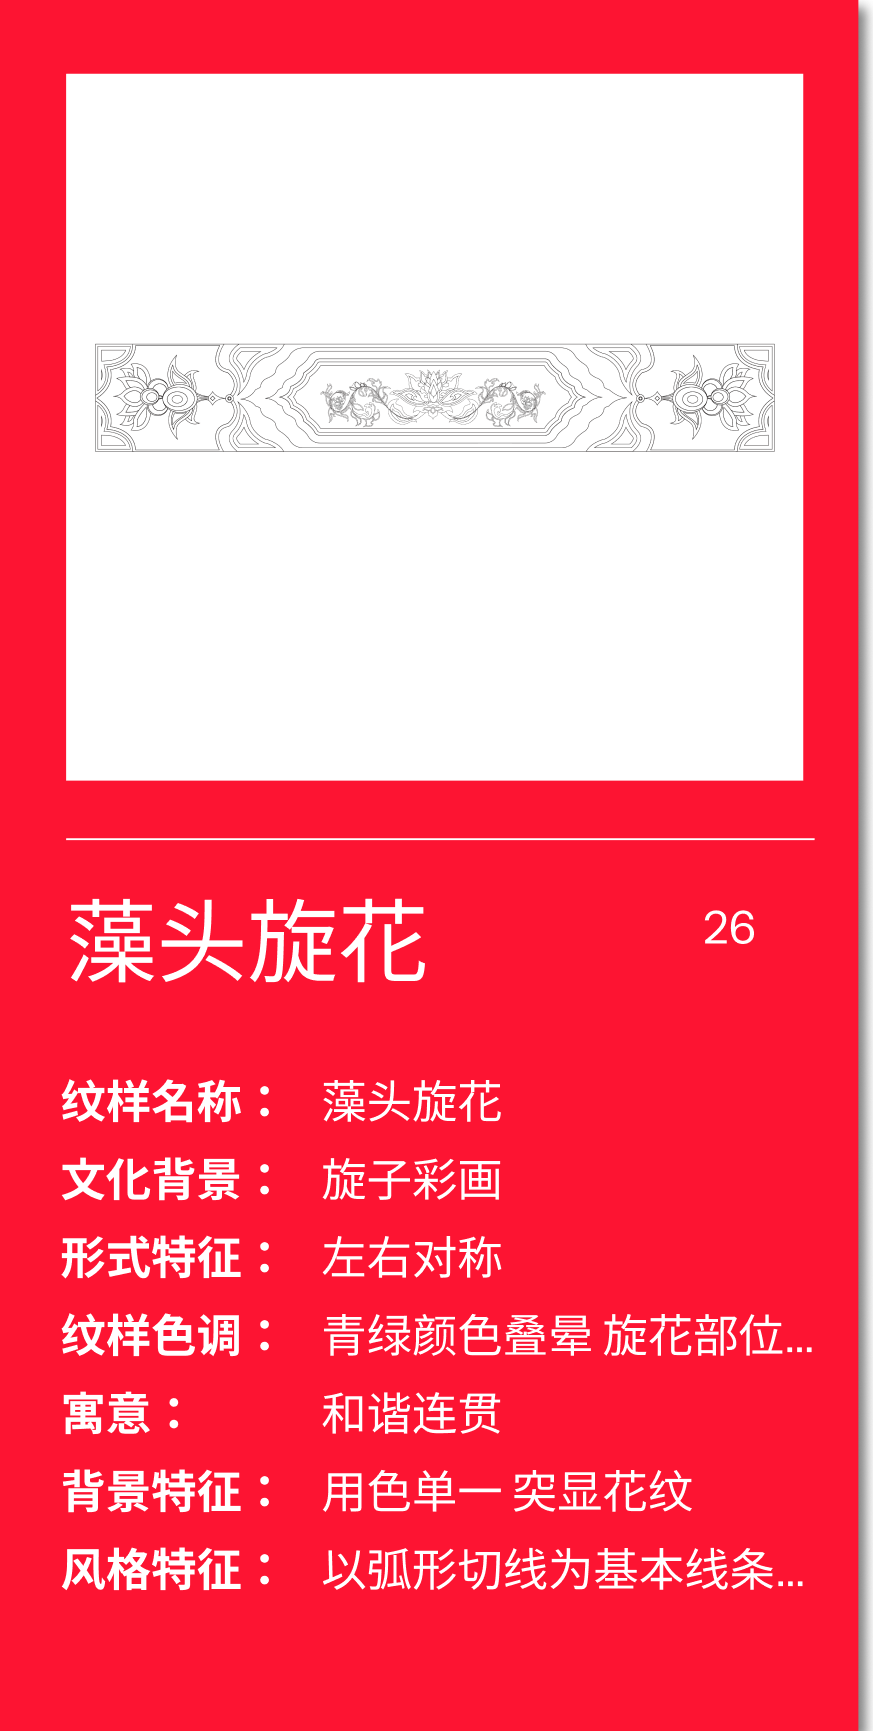 藻头旋花
26
纹样名称： 藻头旋花
文化背景： 旋子彩画
形式特征： 左右对称
纹样色调： 青绿颜色叠晕 旋花部位...
寓意： 和谐连贯
背景特征： 用色单一 突显花纹
风格特征： 以弧形切线为基本线条...